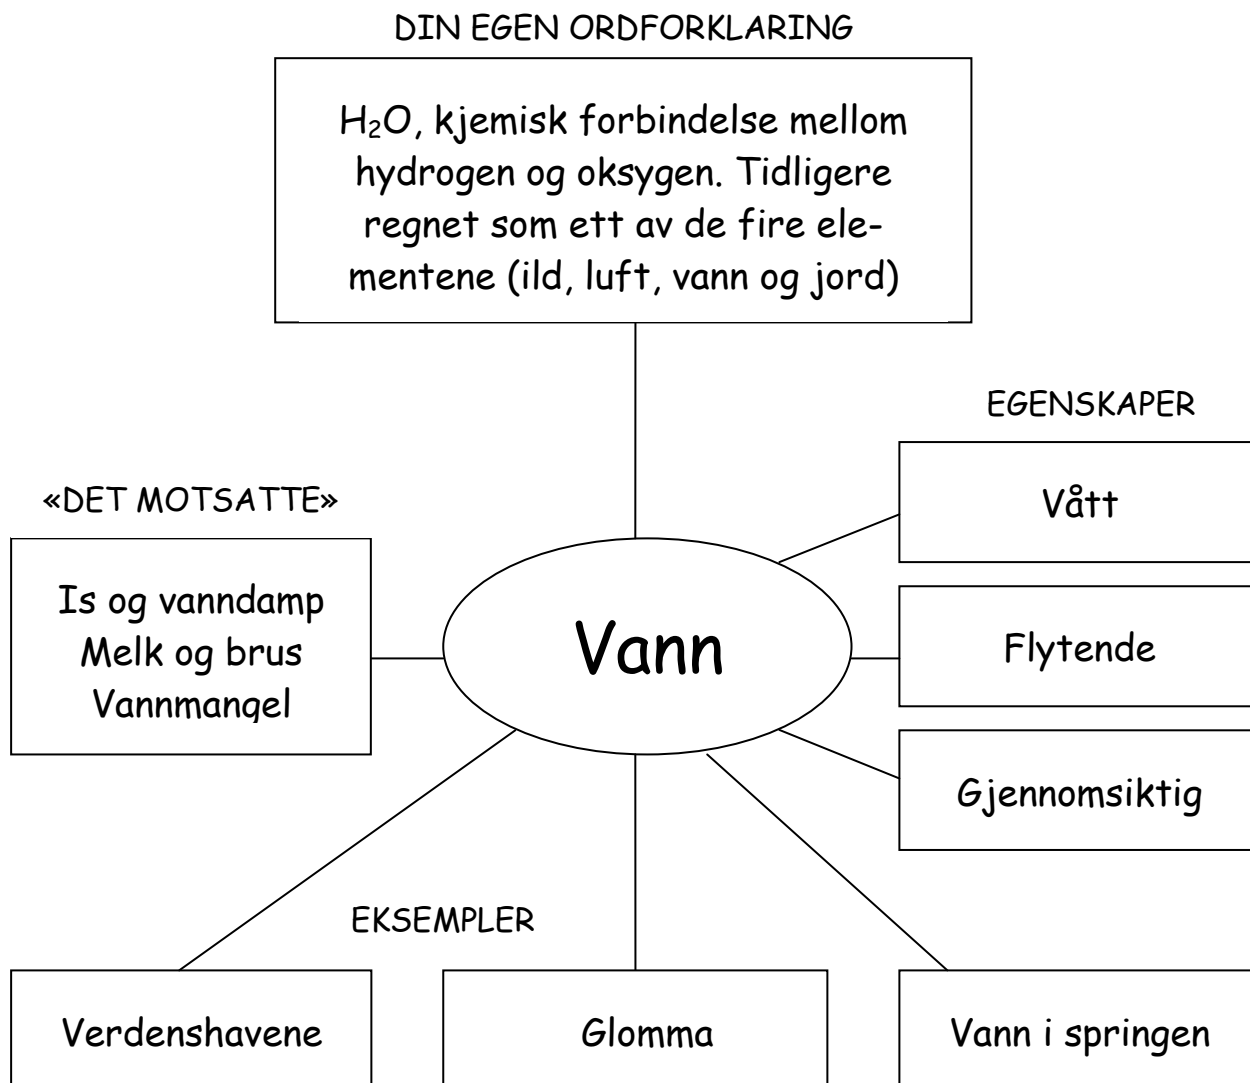 DIN EGEN ORDFORKLARING
H₂O, kjemisk forbindelse mellom
hydrogen og oksygen. Tidligere
regnet som ett av de fire ele-
mentene (ild, luft, vann og jord)
EGENSKAPER
Vått
Flytende
Gjennomsiktig
«DET MOTSATTE»
Is og vanndamp
Melk og brus
Vannmangel
Vann
EKSEMPLER
Verdenshavene
Glomma
Vann i springen